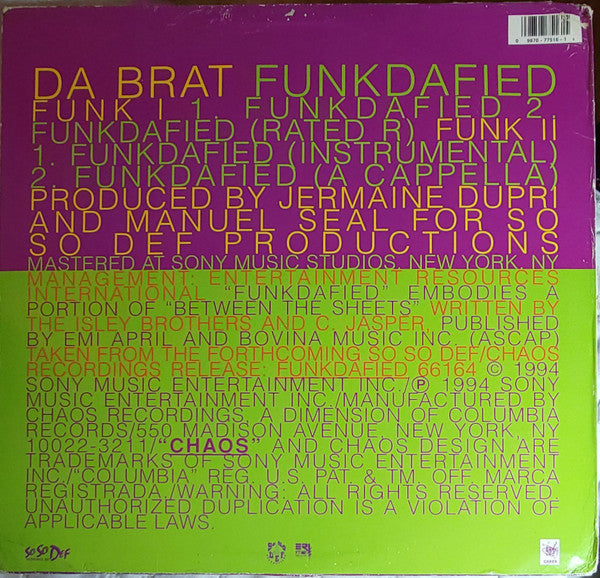 0 9870-77516-1
DA BRAT FUNKDAFIED
FUNK I 1. FUNKDAFIED 2.
FUNKDAFIED (RATED R) FUNK ii
1. FUNKDAFIED (INSTRUMENTAL)
2. FUNKDAFIED (A CAPPELLA)
PRODUCED BY JERMAINE DUPRI
AND MANUEL SEAL FOR SO
SO DEF PRODUCTIONS
MASTERED AT SONY MUSIC STUDIOS, NEW YORK, NY
MANAGEMENT: ENTERTAINMENT RESOURCES
INTERNATIONAL "FUNKDAFIED" EMBODIES A
PORTION OF "BETWEEN THE SHEETS" WRITTEN BY
THE ISLEY BROTHERS AND C. JASPER, PUBLISHED
BY EMI APRIL AND BOVINA MUSIC INC. (ASCAP)
TAKEN FROM THE FORTHCOMING SO SO DEF/CHAOS
RECORDINGS RELEASE: FUNKDAFIED 66164 © 1994
SONY MUSIC ENTERTAINMENT INC./℗ 1994 SONY
MUSIC ENTERTAINMENT INC./MANUFACTURED BY
CHAOS RECORDINGS, A DIMENSION OF COLUMBIA
RECORDS/550 MADISON AVENUE, NEW YORK, NY
10022-3211/"CHAOS" AND CHAOS DESIGN ARE
TRADEMARKS OF SONY MUSIC ENTERTAINMENT
INC./"COLUMBIA" REG. U.S. PAT. & TM. OFF. MARCA
REGISTRADA./WARNING: ALL RIGHTS RESERVED.
UNAUTHORIZED DUPLICATION IS A VIOLATION OF
APPLICABLE LAWS.
SO SO DEF
CHAOS